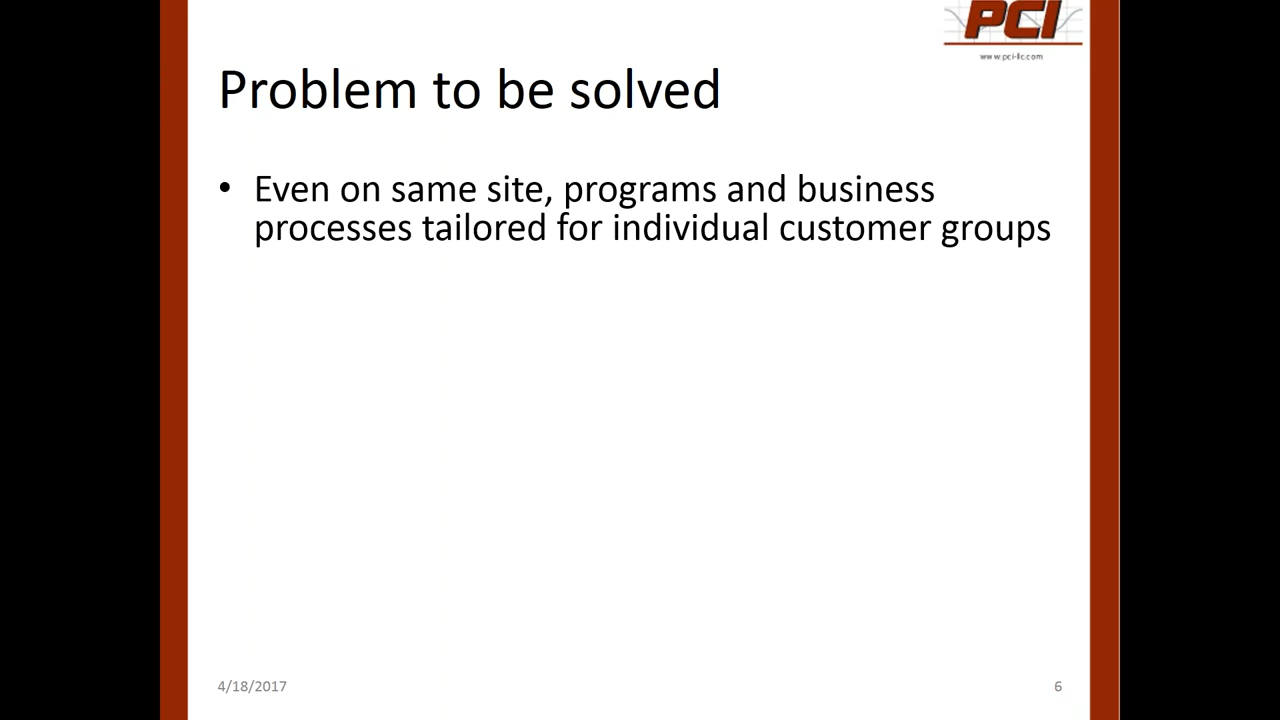 PCI
www.pci-llc.com
Problem to be solved
• Even on same site, programs and business
processes tailored for individual customer groups
4/18/2017
6